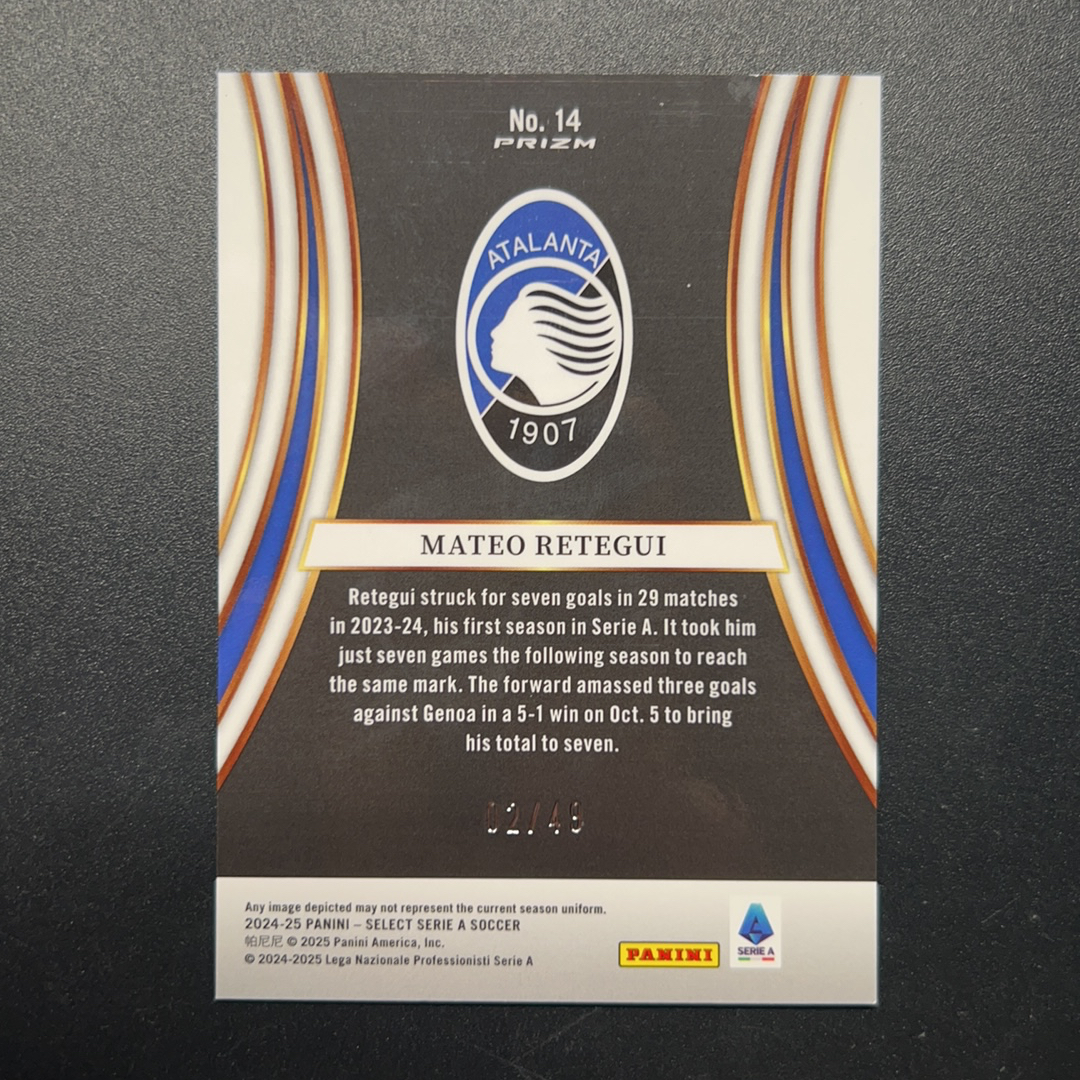 No. 14
PRIZM
ATALANTA
1907
MATEO RETEGUI
Retegui struck for seven goals in 29 matches
in 2023-24, his first season in Serie A. It took him
just seven games the following season to reach
the same mark. The forward amassed three goals
against Genoa in a 5-1 win on Oct. 5 to bring
his total to seven.
02/49
Any image depicted may not represent the current season uniform.
2024-25 PANINI – SELECT SERIE A SOCCER
帕尼尼 © 2025 Panini America, Inc.
© 2024-2025 Lega Nazionale Professionisti Serie A
PANINI
SERIE A